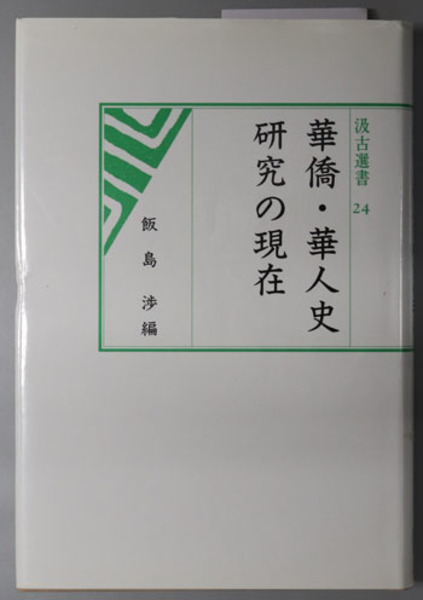 汲古選書 24
華僑・華人史
研究の現在
飯島 渉編